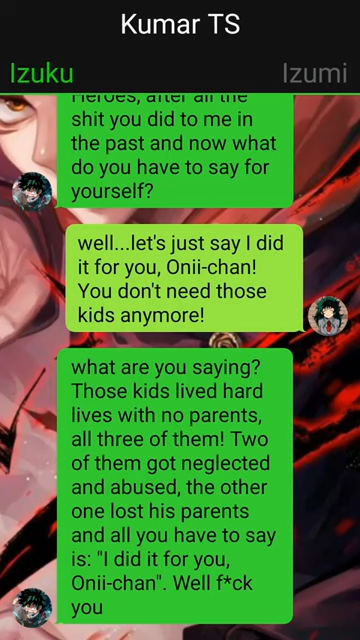 Kumar TS
Izuku
Izumi
Heroes, after all the
shit you did to me in
the past and now what
do you have to say for
yourself?
well...let's just say I did
it for you, Onii-chan!
You don't need those
kids anymore!
what are you saying?
Those kids lived hard
lives with no parents,
all three of them! Two
of them got neglected
and abused, the other
one lost his parents
and all you have to say
is: "I did it for you,
Onii-chan". Well f*ck
you